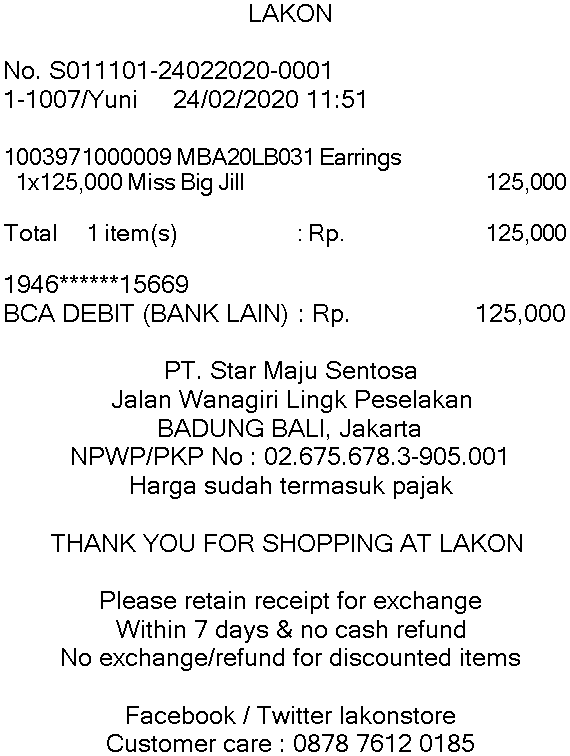 LAKON
No. S011101-24022020-0001
1-1007/Yuni 24/02/2020 11:51
1003971000009 MBA20LB031 Earrings
1x125,000 Miss Big Jill 125,000
Total 1 item(s) : Rp. 125,000
1946******15669
BCA DEBIT (BANK LAIN) : Rp. 125,000
PT. Star Maju Sentosa
Jalan Wanagiri Lingk Peselakan
BADUNG BALI, Jakarta
NPWP/PKP No : 02.675.678.3-905.001
Harga sudah termasuk pajak
THANK YOU FOR SHOPPING AT LAKON
Please retain receipt for exchange
Within 7 days & no cash refund
No exchange/refund for discounted items
Facebook / Twitter lakonstore
Customer care : 0878 7612 0185